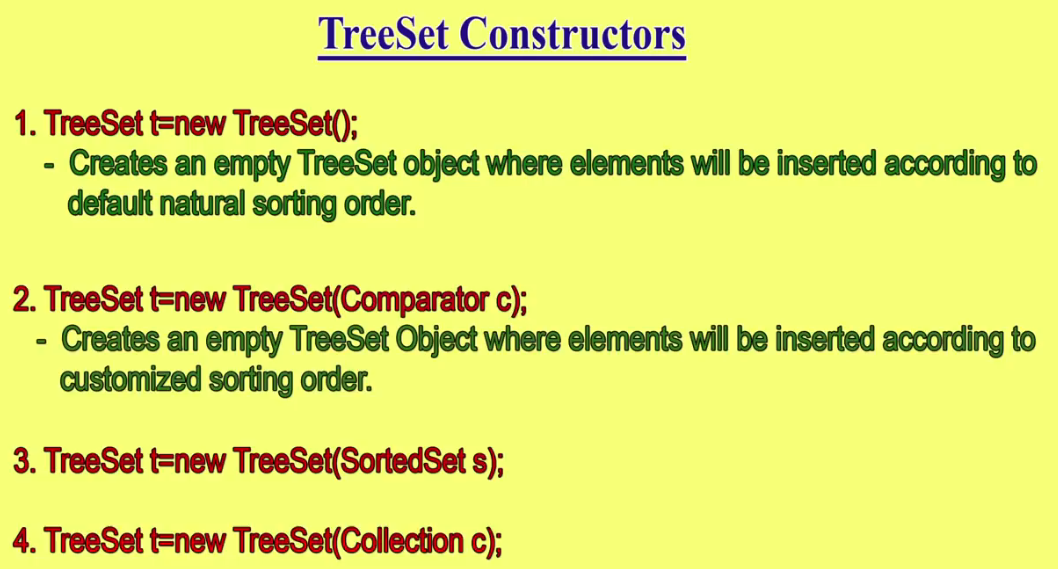 TreeSet Constructors
1. TreeSet t=new TreeSet();
- Creates an empty TreeSet object where elements will be inserted according to
default natural sorting order.
2. TreeSet t=new TreeSet(Comparator c);
- Creates an empty TreeSet Object where elements will be inserted according to
customized sorting order.
3. TreeSet t=new TreeSet(SortedSet s);
4. TreeSet t=new TreeSet(Collection c);